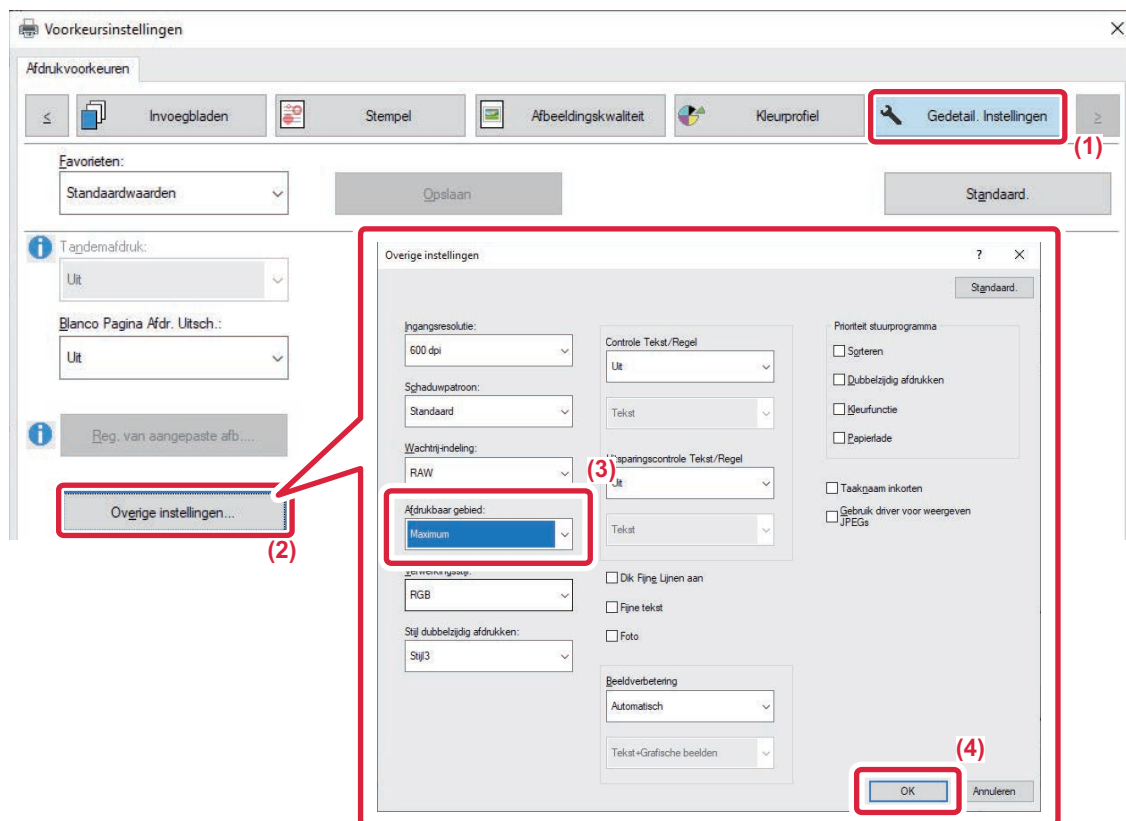 Voorkeursinstellingen
Afdrukvoorkeuren
≤ Invoegbladen Stempel Afbeeldingskwaliteit Kleurprofiel Gedetail. Instellingen ≥
(1)
Favorieten:
Standaardwaarden Opslaan Standaard.
Tandemafdruk:
Uit
Blanco Pagina Afdr. Uitsch.:
Uit
Reg. van aangepaste afb....
Overige instellingen...
(2)
Overige instellingen ?
Standaard.
Ingangsresolutie:
600 dpi
Schaduwpatroon:
Standaard
Wachtrij-indeling:
RAW
(3)
Afdrukbaar gebied:
Maximum
Verwerkingsstijl:
RGB
Stijl dubbelzijdig afdrukken:
Stijl3
Controle Tekst/Regel
Uit
Tekst
Uitsparingscontrole Tekst/Regel
Uit
Tekst
Dik Fijne Lijnen aan
Fijne tekst
Foto
Beeldverbetering
Automatisch
Tekst+Grafische beelden
Prioriteit stuurprogramma
Sorteren
Dubbelzijdig afdrukken
Kleurfunctie
Papierlade
Taaknaam inkorten
Gebruik driver voor weergeven
JPEGs
(4)
OK Annuleren